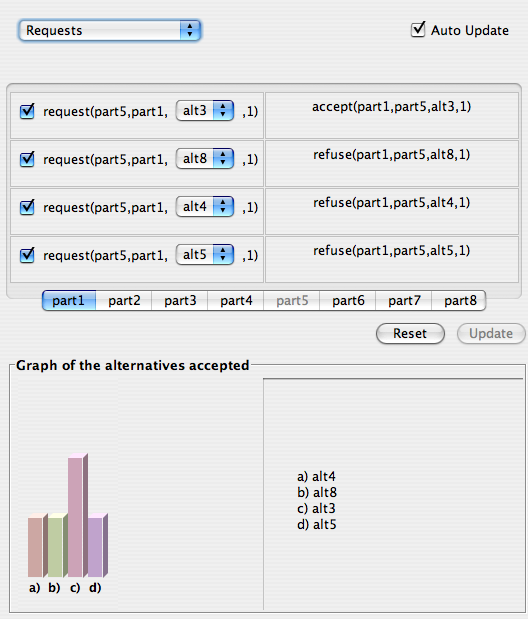 Requests
Auto Update
request(part5,part1, alt3 ,1) accept(part1,part5,alt3,1)
request(part5,part1, alt8 ,1) refuse(part1,part5,alt8,1)
request(part5,part1, alt4 ,1) refuse(part1,part5,alt4,1)
request(part5,part1, alt5 ,1) refuse(part1,part5,alt5,1)
part1 part2 part3 part4 part5 part6 part7 part8
Reset Update
Graph of the alternatives accepted
a) alt4
b) alt8
c) alt3
d) alt5
a) b) c) d)